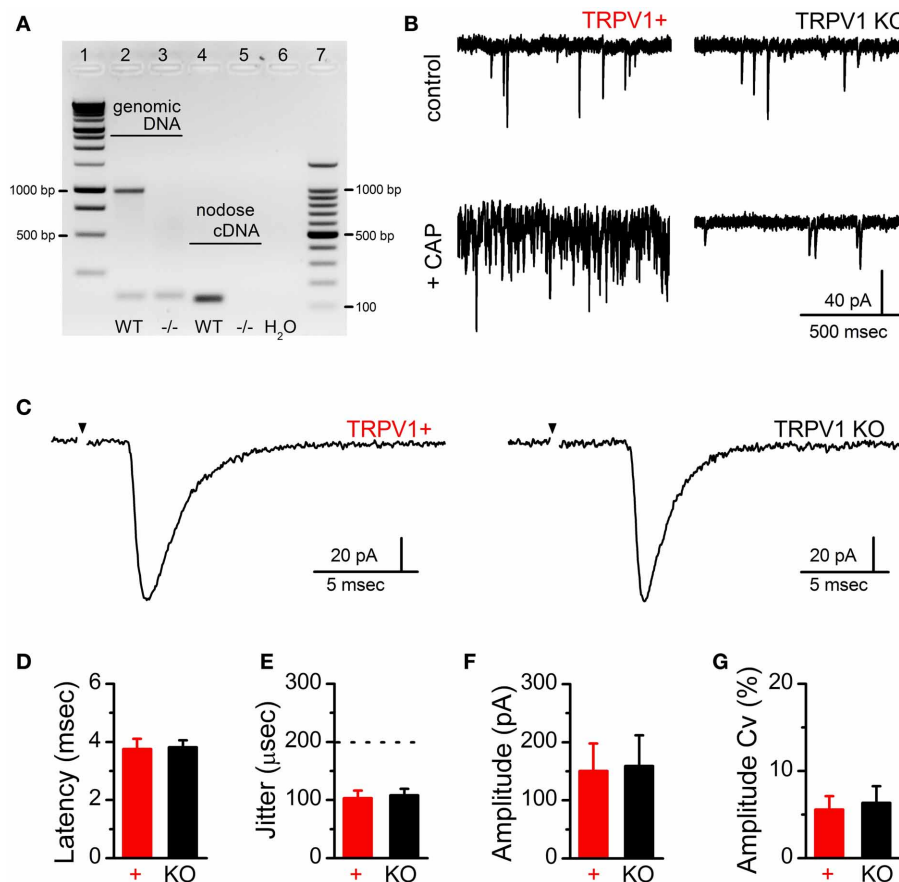 A
1 2 3 4 5 6 7
genomic
DNA
1000 bp
1000 bp
nodose
cDNA
500 bp
500 bp
100
WT -/- WT -/- H2O
B
TRPV1+ TRPV1 KO
control
+ CAP
40 pA
500 msec
C
TRPV1+
20 pA
5 msec
TRPV1 KO
20 pA
5 msec
D
Latency (msec)
6
4
2
0
+ KO
E
Jitter (μsec)
300
200
100
0
+ KO
F
Amplitude (pA)
300
150
0
+ KO
G
Amplitude Cv (%)
20
10
0
+ KO